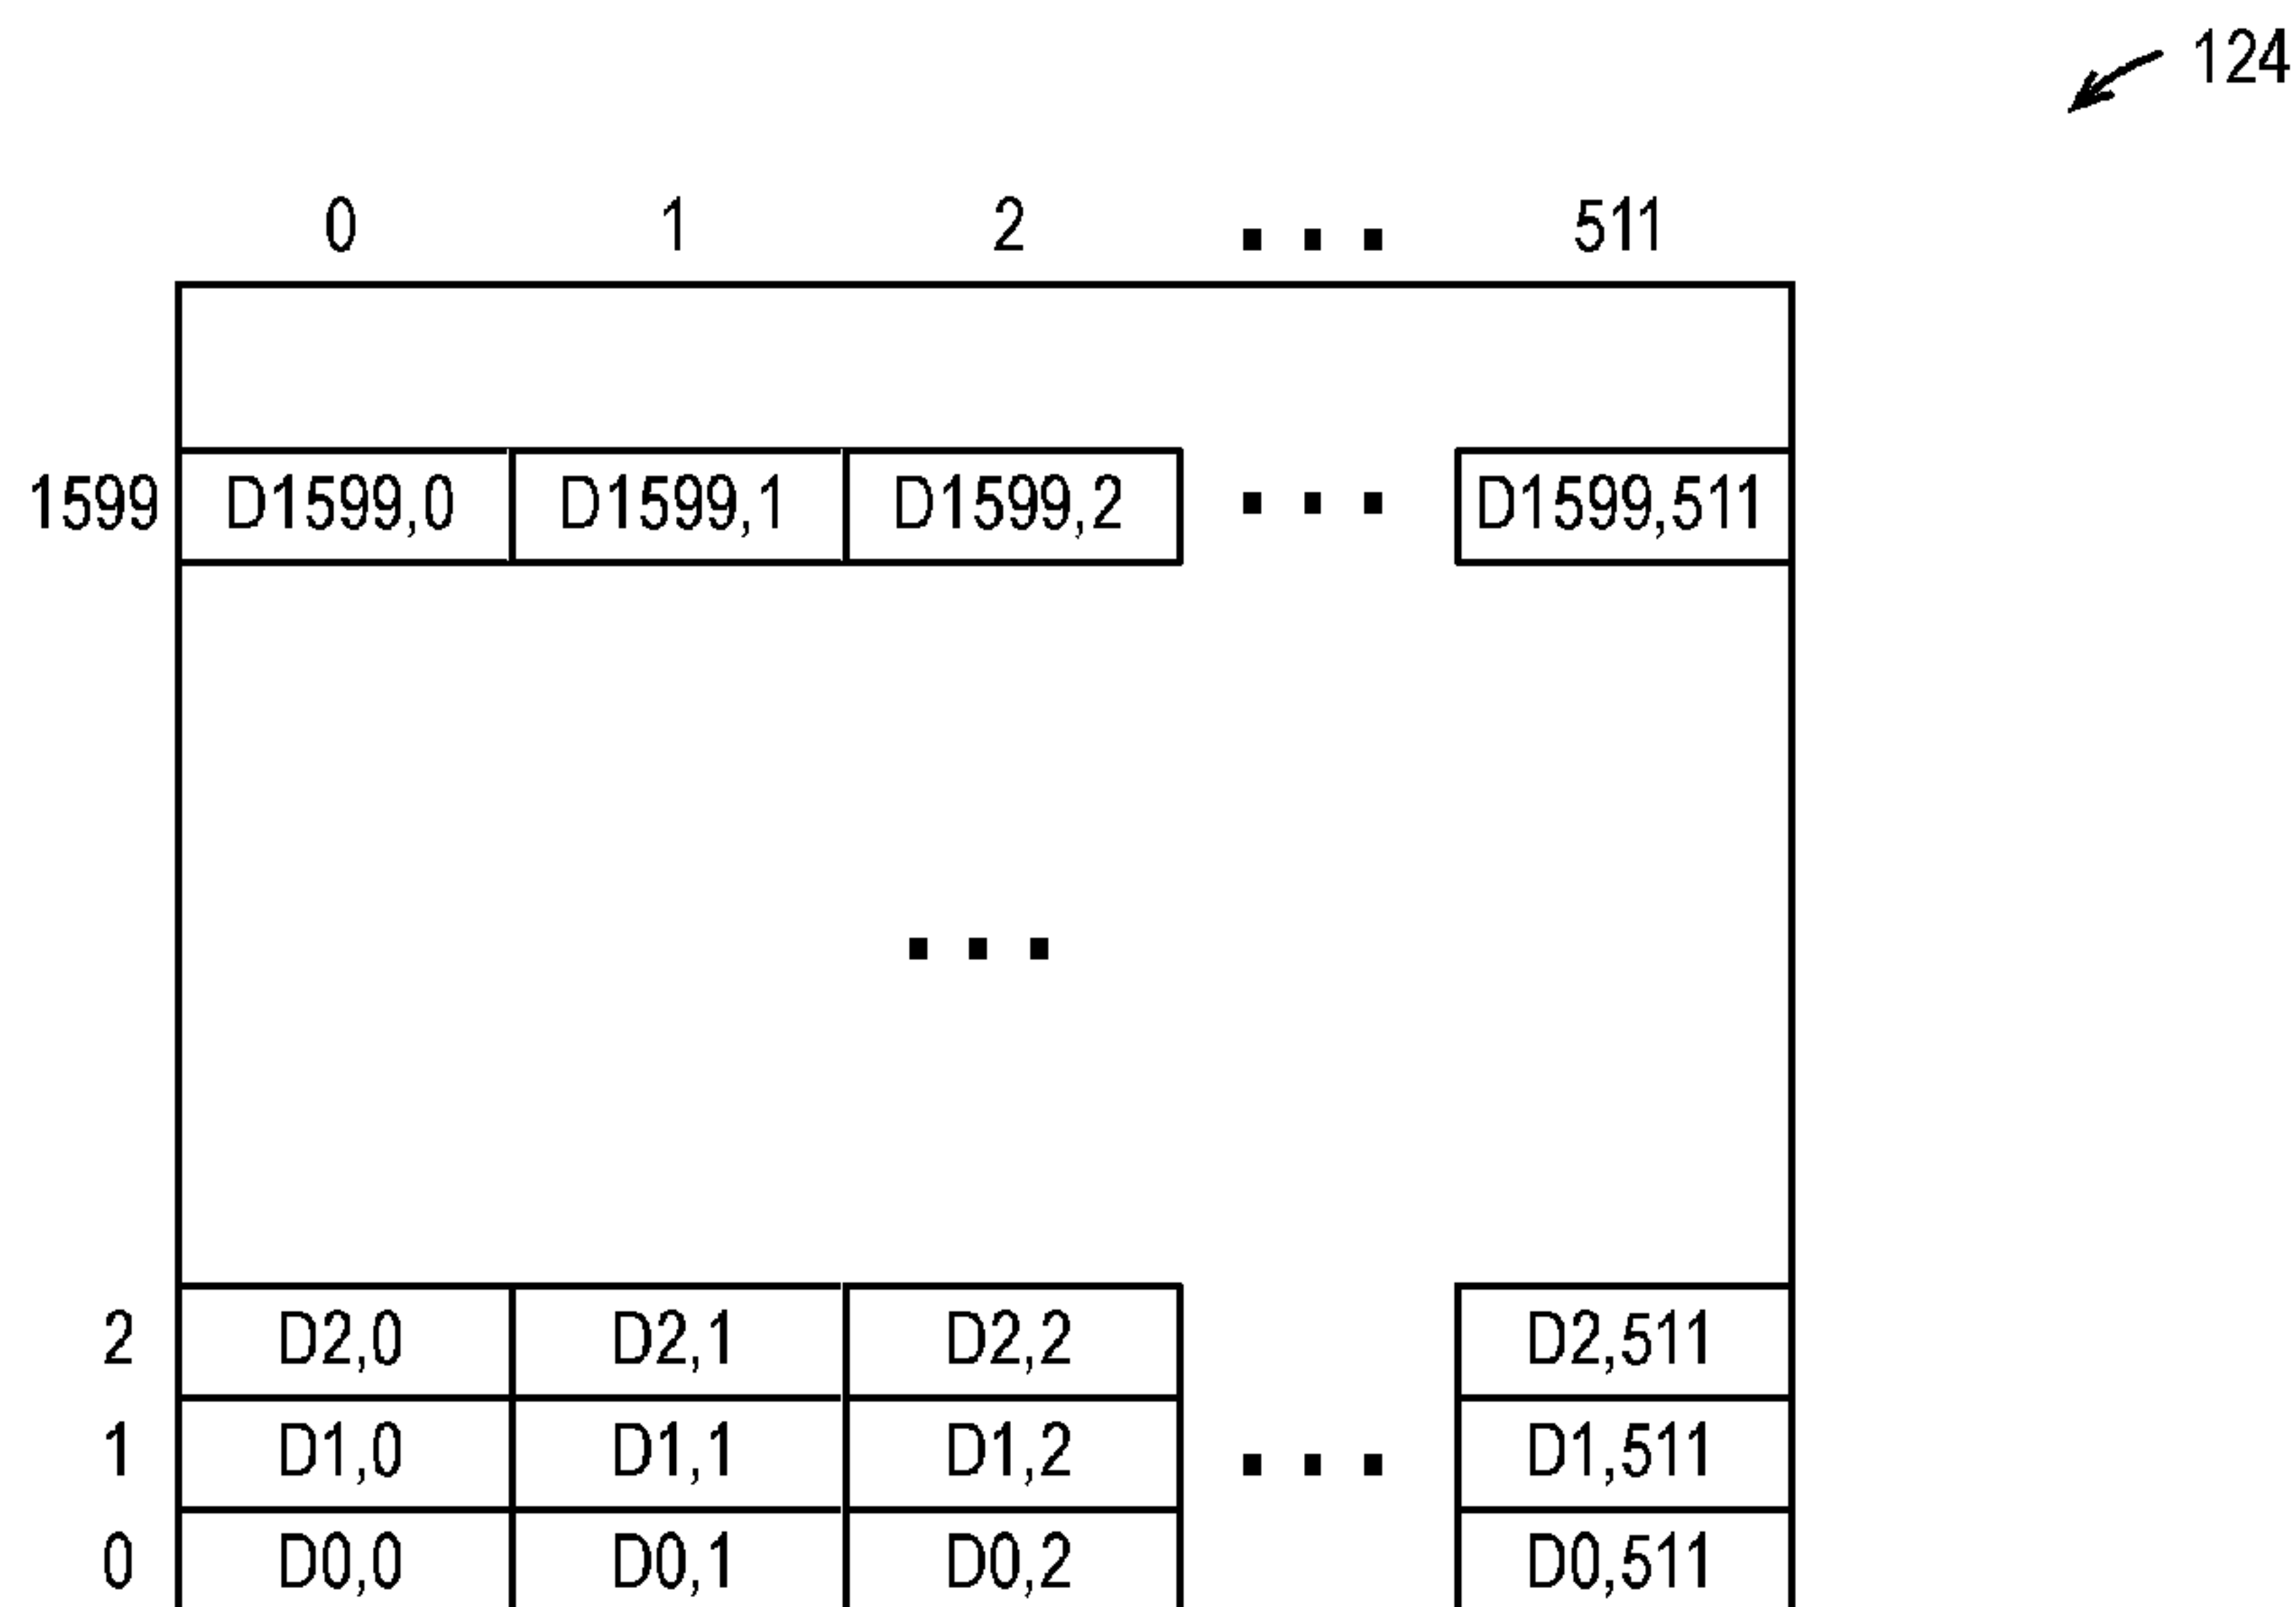 124
0 1 2 ... 511
1599 D1599,0 D1599,1 D1599,2 ... D1599,511
...
2 D2,0 D2,1 D2,2 D2,511
1 D1,0 D1,1 D1,2 ... D1,511
0 D0,0 D0,1 D0,2 D0,511